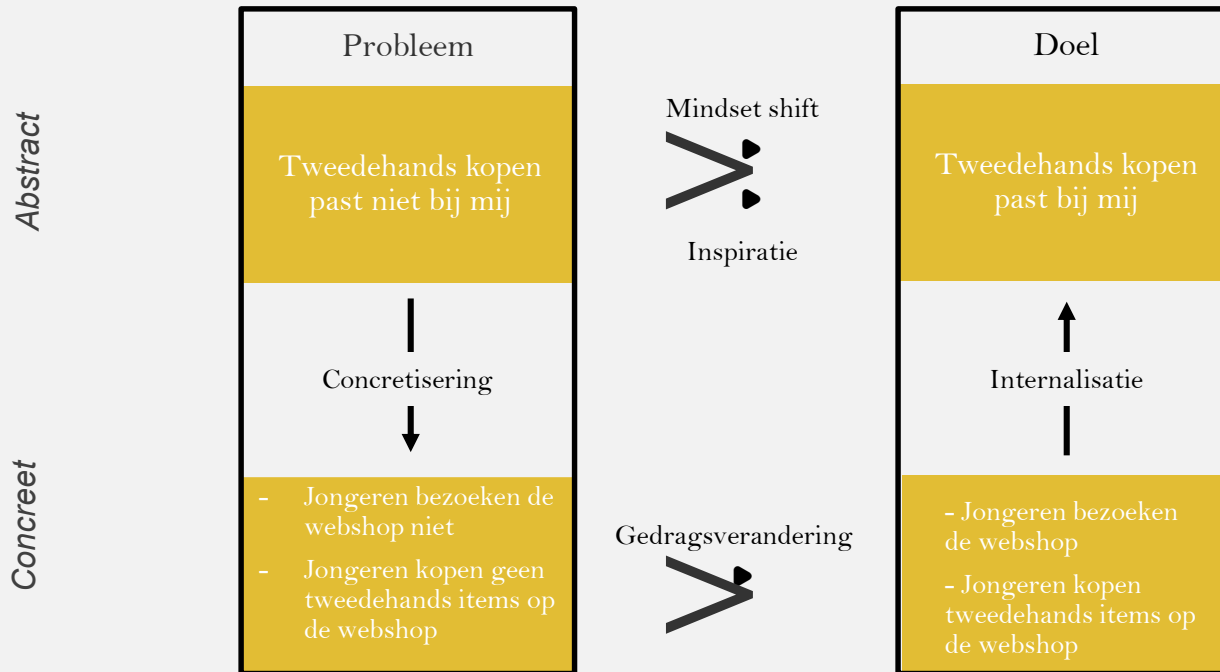 Probleem
Doel
Abstract
Tweedehands kopen
past niet bij mij
Mindset shift
Inspiratie
Tweedehands kopen
past bij mij
Concretisering
Internalisatie
Concreet
- Jongeren bezoeken de
webshop niet
- Jongeren kopen geen
tweedehands items op
de webshop
Gedragsverandering
- Jongeren bezoeken
de webshop
- Jongeren kopen
tweedehands items op
de webshop